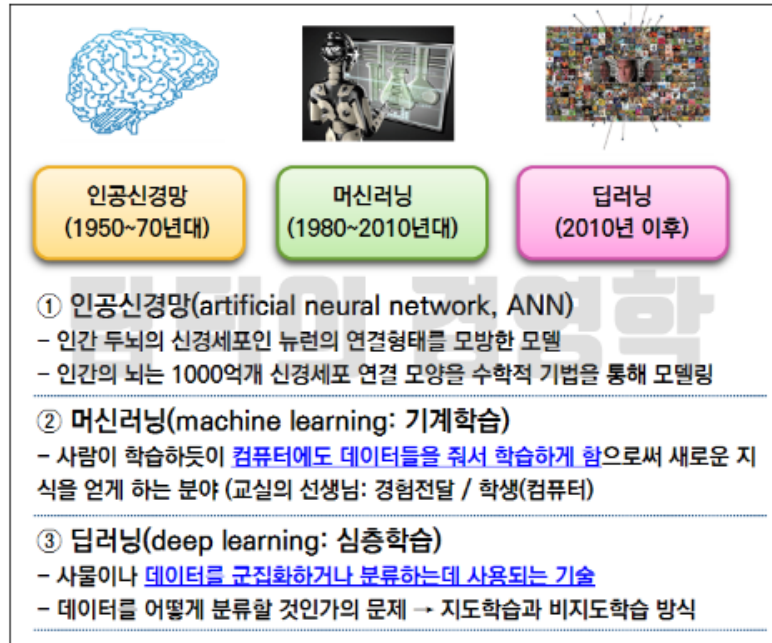 인공신경망
(1950~70년대)
머신러닝
(1980~2010년대)
딥러닝
(2010년 이후)
① 인공신경망(artificial neural network, ANN)
- 인간 두뇌의 신경세포인 뉴런의 연결형태를 모방한 모델
- 인간의 뇌는 1000억개 신경세포 연결 모양을 수학적 기법을 통해 모델링
② 머신러닝(machine learning: 기계학습)
- 사람이 학습하듯이 컴퓨터에도 데이터들을 줘서 학습하게 함으로써 새로운 지
식을 얻게 하는 분야 (교실의 선생님: 경험전달 / 학생(컴퓨터)
③ 딥러닝(deep learning: 심층학습)
- 사물이나 데이터를 군집화하거나 분류하는데 사용되는 기술
- 데이터를 어떻게 분류할 것인가의 문제 → 지도학습과 비지도학습 방식